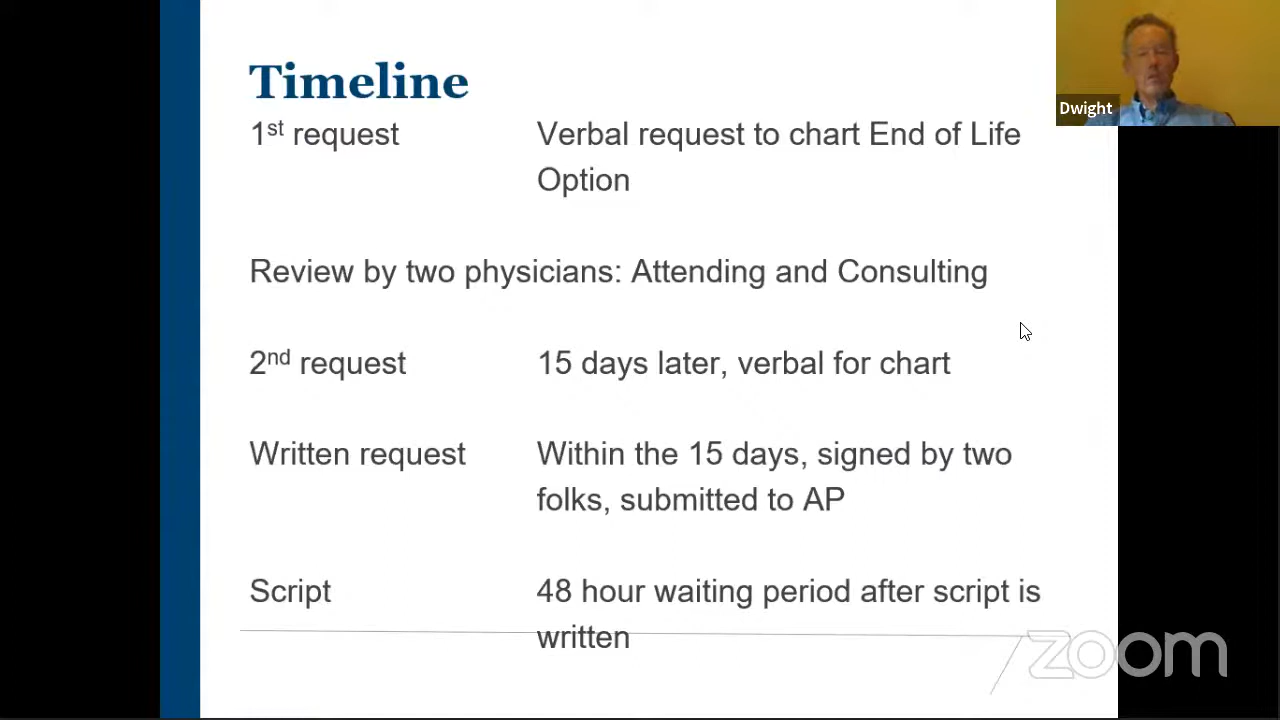 Timeline
Dwight
1st request Verbal request to chart End of Life
Option
Review by two physicians: Attending and Consulting
2nd request 15 days later, verbal for chart
Written request Within the 15 days, signed by two
folks, submitted to AP
Script 48 hour waiting period after script is
written
zoom